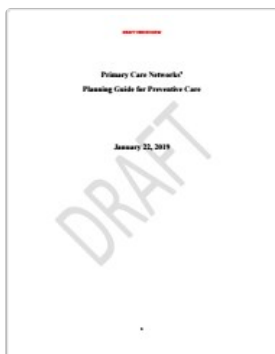 Primary Care Networks'
Planning Guide for Preventive Care
January 22, 2019
DRAFT